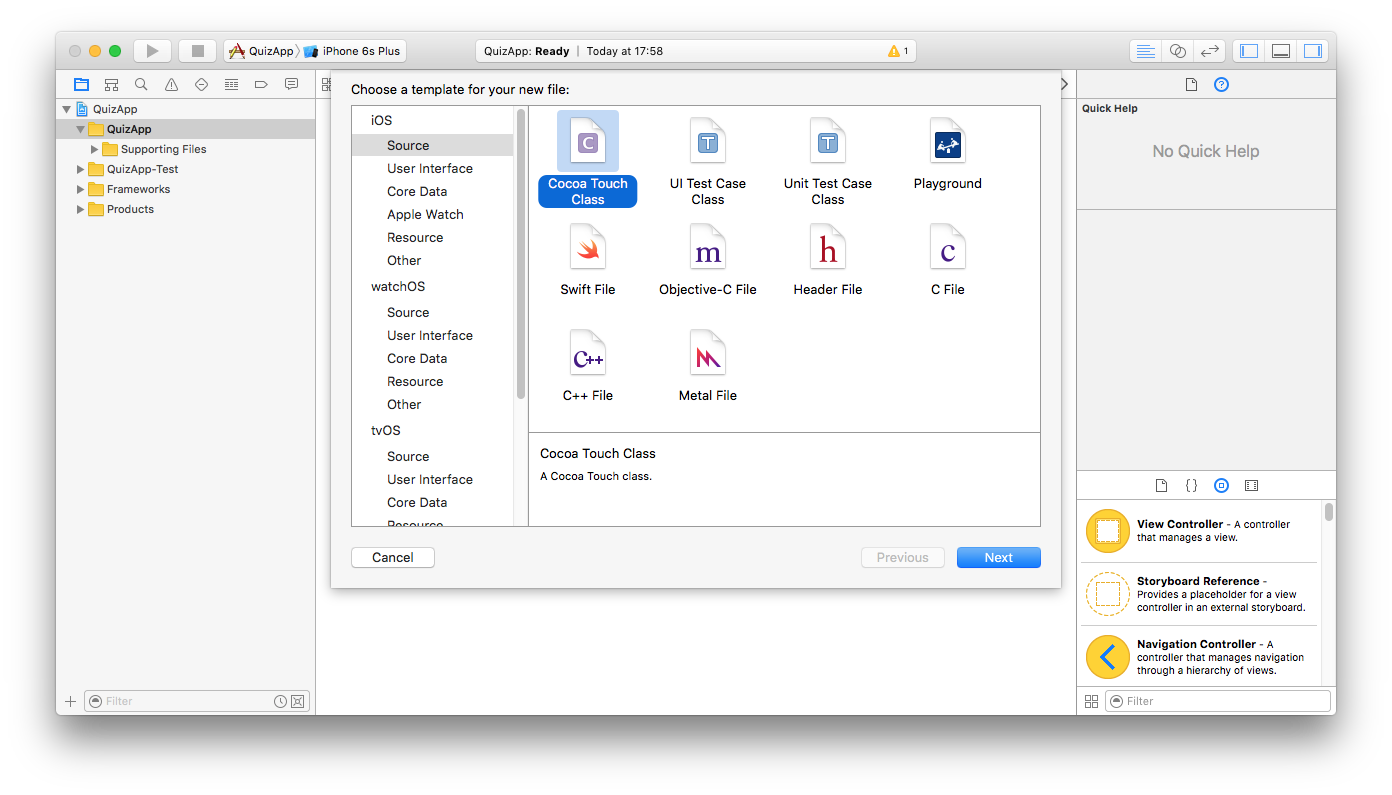 QuizApp
iPhone 6s Plus
QuizApp: Ready | Today at 17:58
1
QuizApp
QuizApp
Supporting Files
QuizApp-Test
Frameworks
Products
Filter
Choose a template for your new file:
iOS
Source
User Interface
Core Data
Apple Watch
Resource
Other
watchOS
Source
User Interface
Core Data
Resource
Other
tvOS
Source
User Interface
Core Data
Resource
C
Cocoa Touch
Class
T
UI Test Case
Class
T
Unit Test Case
Class
Playground
Swift File
m
Objective-C File
h
Header File
c
C File
C++
C++ File
Metal File
Cocoa Touch Class
A Cocoa Touch class.
Cancel
Previous
Next
Quick Help
No Quick Help
{}
View Controller - A controller
that manages a view.
Storyboard Reference -
Provides a placeholder for a view
controller in an external storyboard.
Navigation Controller - A
controller that manages navigation
through a hierarchy of views.
Filter